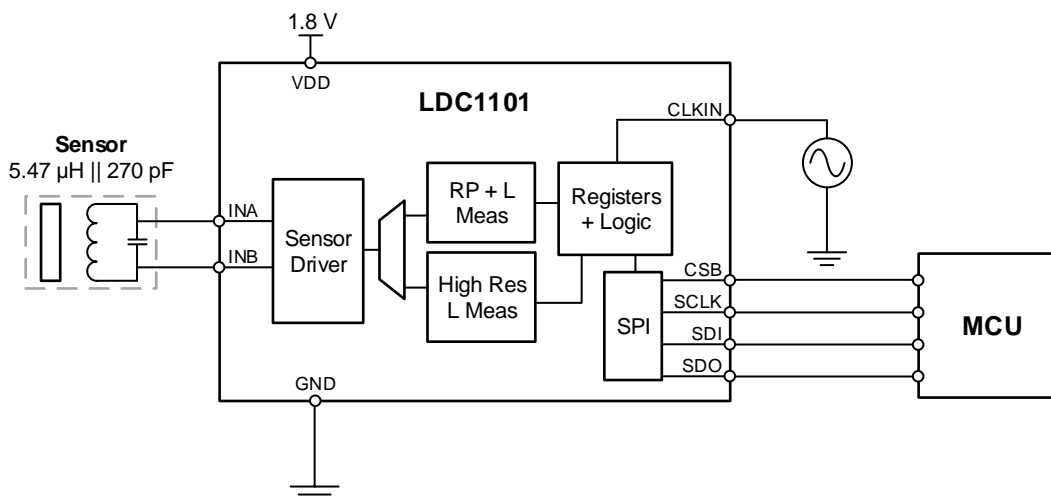 1.8 V
VDD
LDC1101
CLKIN
Sensor
5.47 µH || 270 pF
RP + L
Meas
Registers
+ Logic
INA
INB
Sensor
Driver
High Res
L Meas
SPI
CSB
SCLK
SDI
SDO
MCU
GND